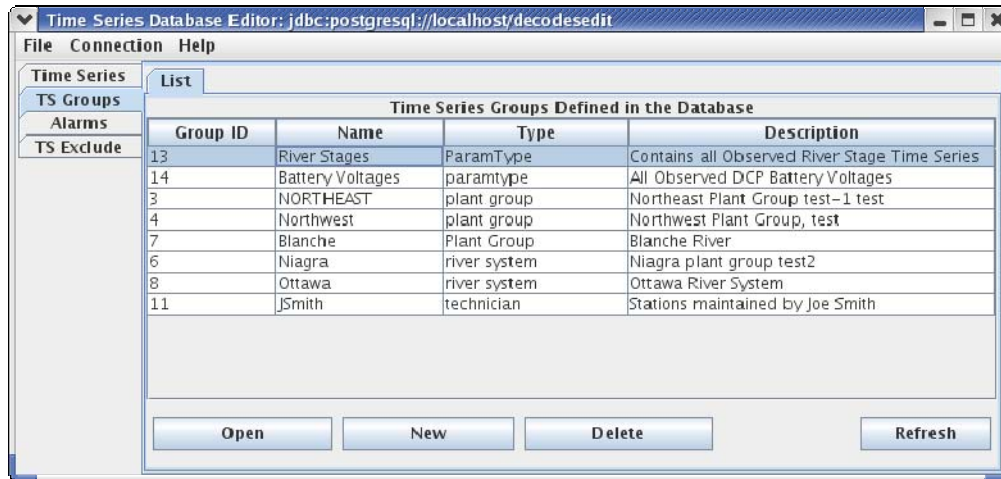 Time Series Database Editor: jdbc:postgresql://localhost/decodesedit
File Connection Help
Time Series
TS Groups
Alarms
TS Exclude
List
Time Series Groups Defined in the Database
Group ID Name Type Description
13 River Stages ParamType Contains all Observed River Stage Time Series
14 Battery Voltages paramtype All Observed DCP Battery Voltages
3 NORTHEAST plant group Northeast Plant Group test-1 test
4 Northwest plant group Northwest Plant Group, test
7 Blanche Plant Group Blanche River
6 Niagra river system Niagra plant group test2
8 Ottawa river system Ottawa River System
11 JSmith technician Stations maintained by Joe Smith
Open New Delete Refresh